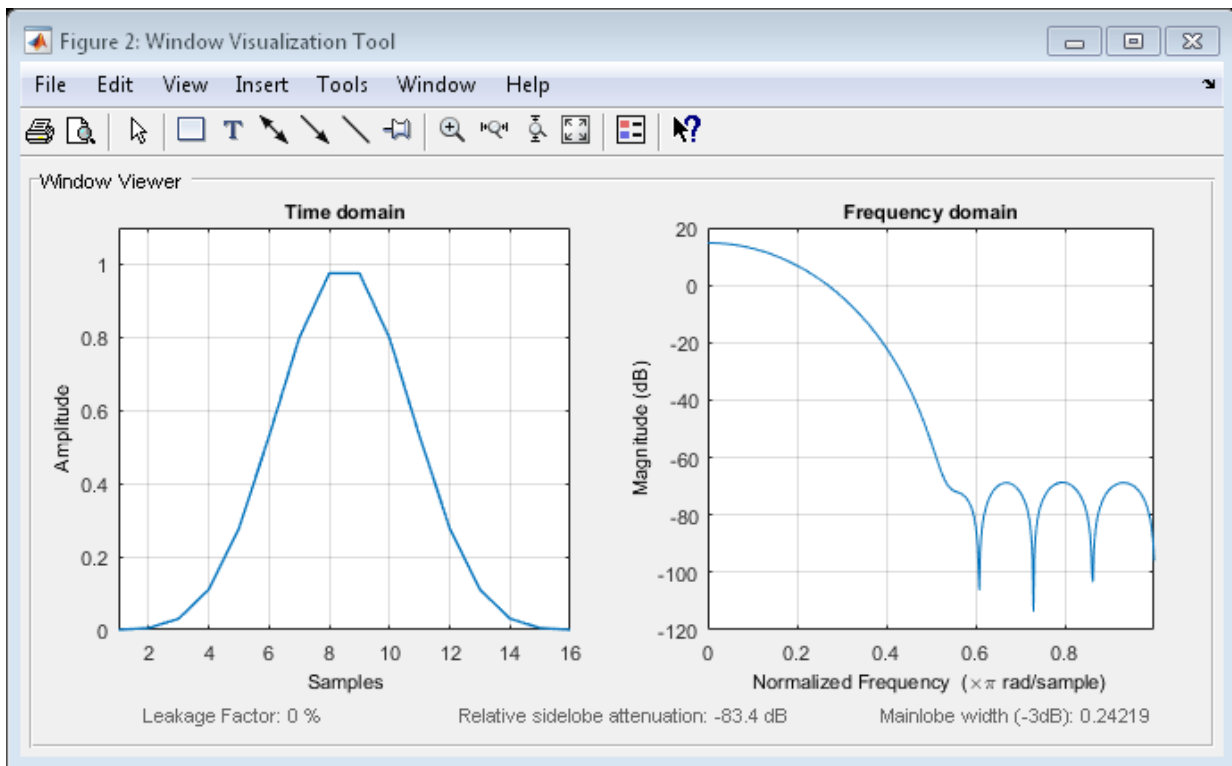 Figure 2: Window Visualization Tool
File Edit View Insert Tools Window Help
T
?
Window Viewer
Time domain
Amplitude
1
0.8
0.6
0.4
0.2
0
2 4 6 8 10 12 14 16
Samples
Frequency domain
Magnitude (dB)
20
0
-20
-40
-60
-80
-100
-120
0 0.2 0.4 0.6 0.8
Normalized Frequency (×π rad/sample)
Leakage Factor: 0 % Relative sidelobe attenuation: -83.4 dB Mainlobe width (-3dB): 0.24219